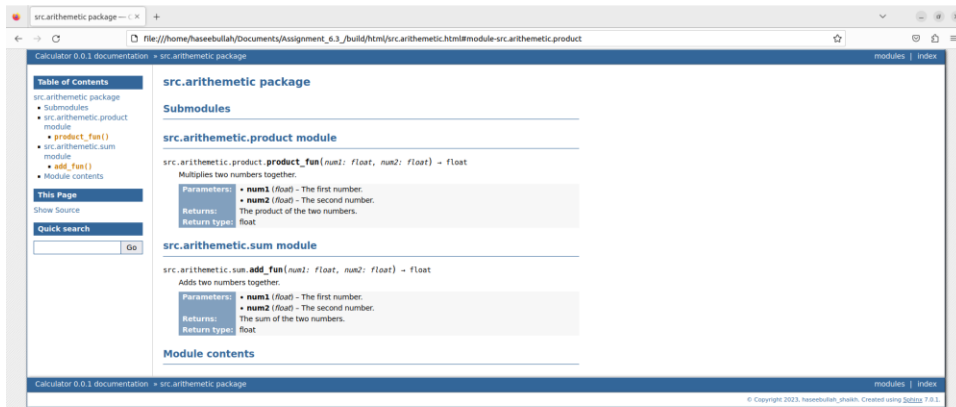 src.arithemetic package — C ×
file:///home/haseebullah/Documents/Assignment_6.3_/build/html/src.arithemetic.html#module-src.arithemetic.product
Calculator 0.0.1 documentation » src.arithemetic package
modules | index
Table of Contents
src.arithemetic package
• Submodules
• src.arithemetic.product
module
• product_fun()
• src.arithemetic.sum
module
• add_fun()
• Module contents
This Page
Show Source
Quick search
Go
src.arithemetic package
Submodules
src.arithemetic.product module
src.arithemetic.product.product_fun(num1: float, num2: float) → float
Multiplies two numbers together.
Parameters: • num1 (float) – The first number.
• num2 (float) – The second number.
Returns: The product of the two numbers.
Return type: float
src.arithemetic.sum module
src.arithemetic.sum.add_fun(num1: float, num2: float) → float
Adds two numbers together.
Parameters: • num1 (float) – The first number.
• num2 (float) – The second number.
Returns: The sum of the two numbers.
Return type: float
Module contents
Calculator 0.0.1 documentation » src.arithemetic package
modules | index
© Copyright 2023, haseebullah_shaikh. Created using Sphinx 7.0.1.